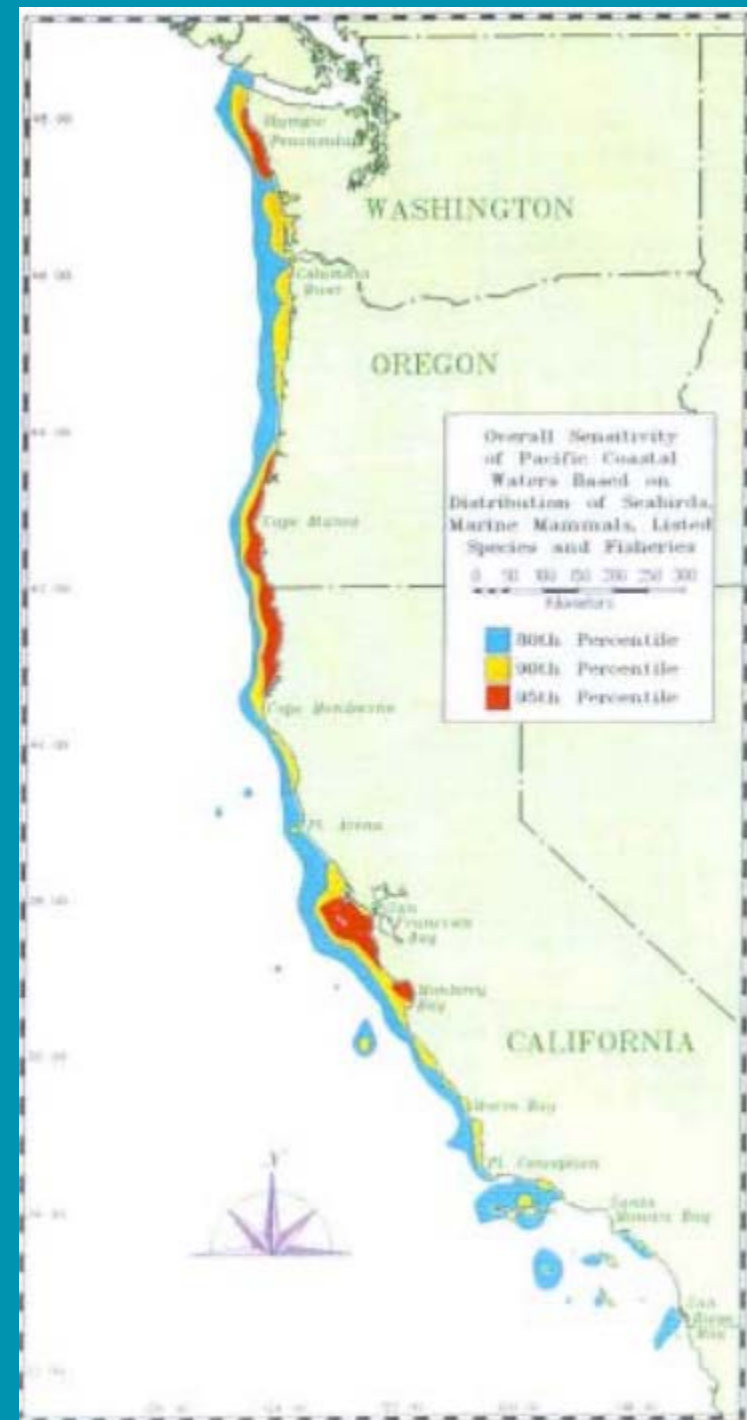 Olympic
WASHINGTON
Columbia
River
OREGON
Overall Sensitivity
of Pacific Coastal
Waters Based on
Distribution of Seabirds,
Marine Mammals, Listed
Species and Fisheries
0 50 100 150 200 250 300
Kilometers
80th Percentile
90th Percentile
95th Percentile
Cape Blanco
Cape Mendocino
Pt. Arena
San
Francisco
Bay
Monterey
Bay
CALIFORNIA
Morro Bay
Pt. Conception
Santa
Monica Bay
San
Diego
Bay